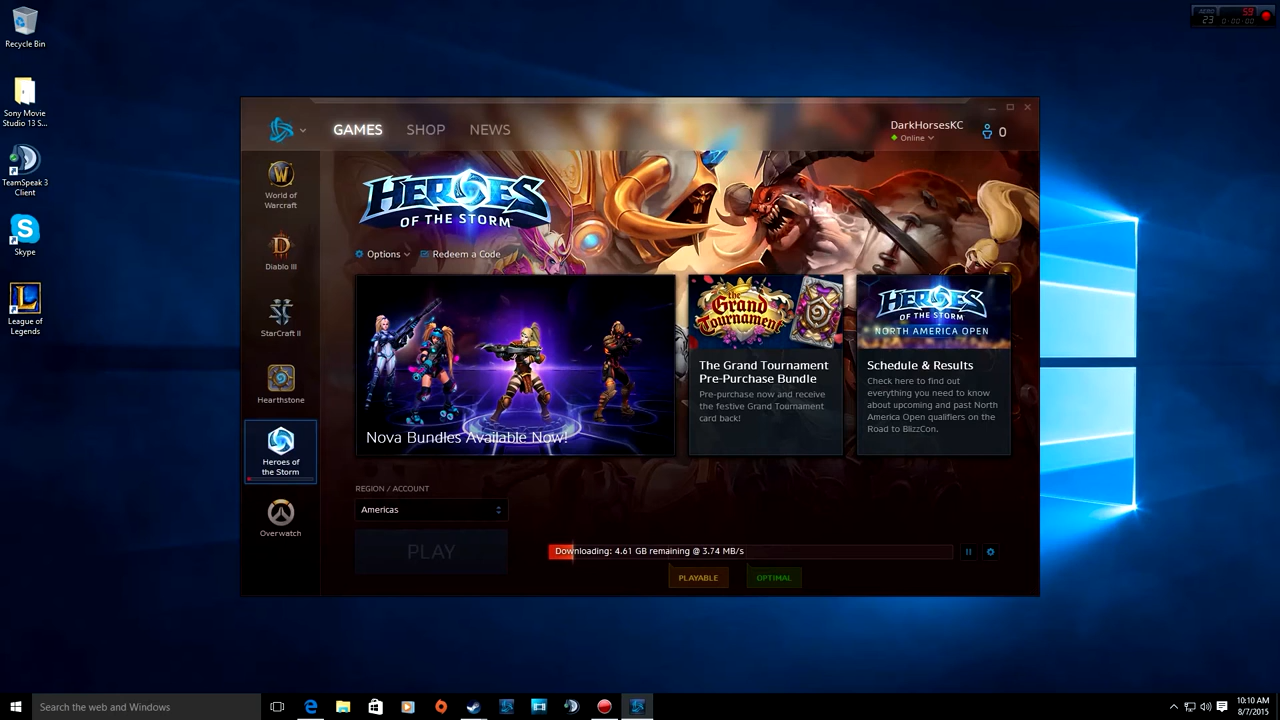 Recycle Bin
Sony Movie
Studio 13 S...
TeamSpeak 3
Client
Skype
League of
Legends
AERO
59
23
0:00:00
GAMES
SHOP
NEWS
DarkHorsesKC
Online
0
World of
Warcraft
Diablo III
StarCraft II
Hearthstone
Heroes of
the Storm
Overwatch
HEROES
OF THE STORM
Options
Redeem a Code
Nova Bundles Available Now!
the
Grand
Tournament
The Grand Tournament
Pre-Purchase Bundle
Pre-purchase now and receive
the festive Grand Tournament
card back!
HEROES
OF THE STORM
NORTH AMERICA OPEN
Schedule & Results
Check here to find out
everything you need to know
about upcoming and past North
America Open qualifiers on the
Road to BlizzCon.
REGION / ACCOUNT
Americas
PLAY
Downloading: 4.61 GB remaining @ 3.74 MB/s
PLAYABLE
OPTIMAL
Search the web and Windows
10:10 AM
8/7/2015